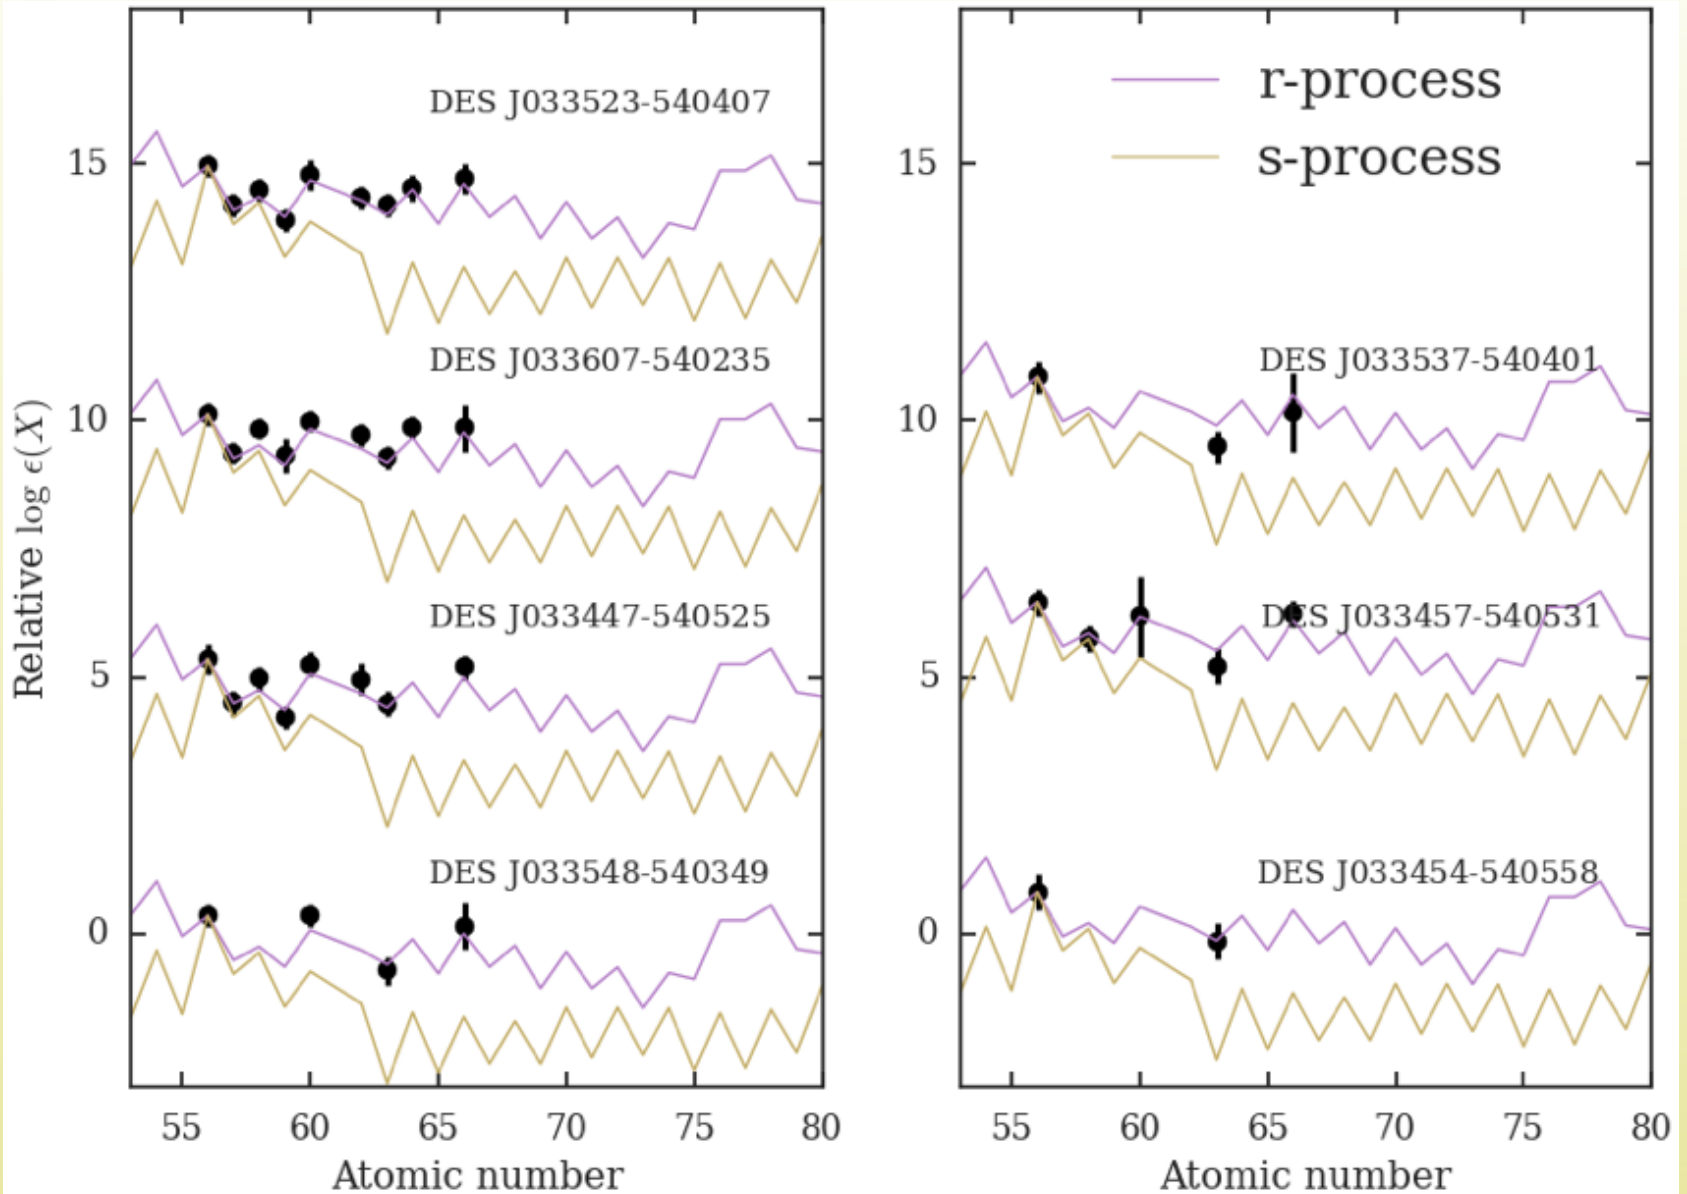 DES J033523-540407
DES J033607-540235
DES J033447-540525
DES J033548-540349
15
10
5
0
Relative log ϵ(X)
55 60 65 70 75 80
Atomic number
r-process
s-process
DES J033537-540401
DES J033457-540531
DES J033454-540558
15
10
5
0
55 60 65 70 75 80
Atomic number